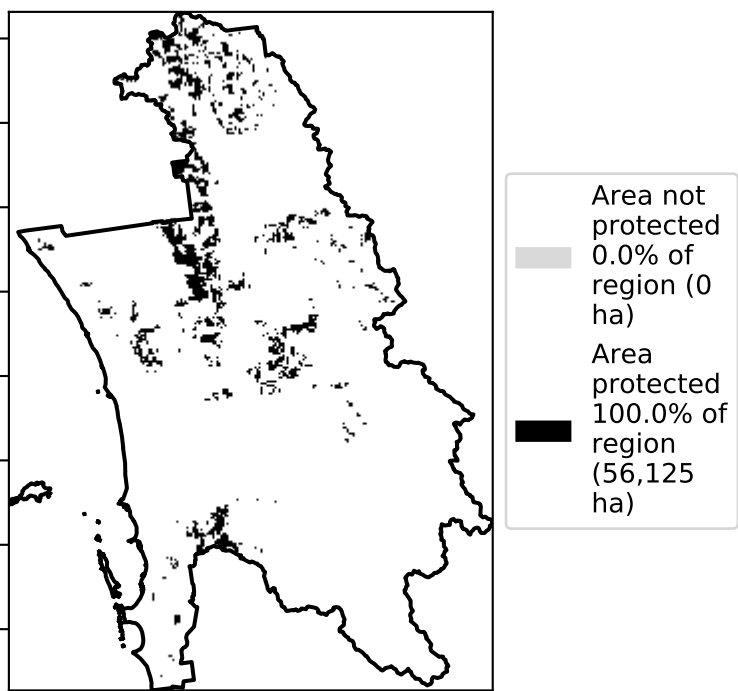 Area not
protected
0.0% of
region (0
ha)
Area
protected
100.0% of
region
(56,125
ha)